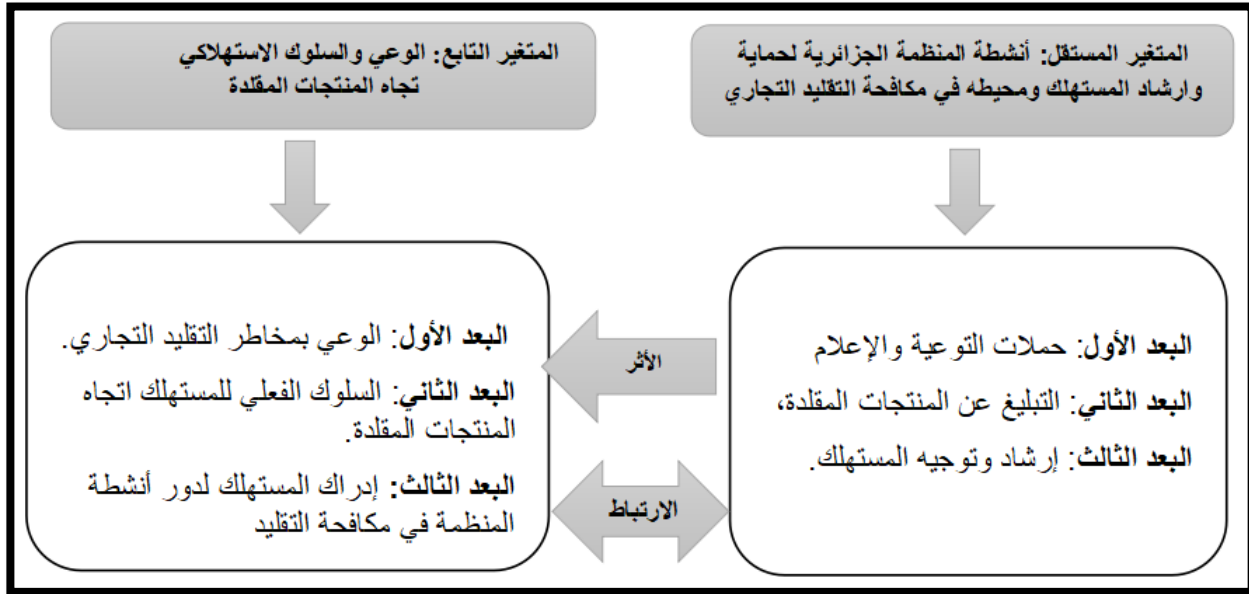 المتغير المستقل: أنشطة المنظمة الجزائرية لحماية
وارشاد المستهلك ومحيطه في مكافحة التقليد التجاري
المتغير التابع: الوعي والسلوك الاستهلاكي
تجاه المنتجات المقلدة
البعد الأول: حملات التوعية والإعلام
البعد الثاني: التبليغ عن المنتجات المقلدة،
البعد الثالث: إرشاد وتوجيه المستهلك.
الأثر
الارتباط
البعد الأول: الوعي بمخاطر التقليد التجاري.
البعد الثاني: السلوك الفعلي للمستهلك اتجاه
المنتجات المقلدة.
البعد الثالث: إدراك المستهلك لدور أنشطة
المنظمة في مكافحة التقليد